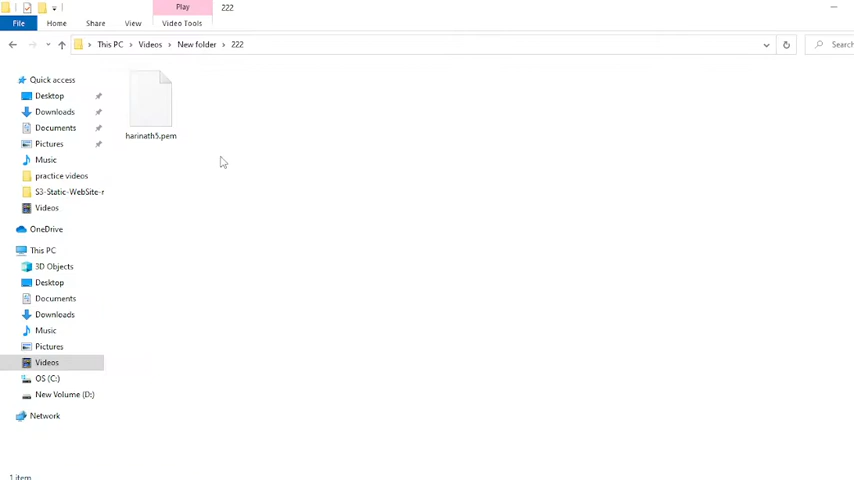 Play
222
File
Home
Share
View
Video Tools
This PC
Videos
New folder
222
Search
Quick access
Desktop
Downloads
Documents
Pictures
Music
practice videos
S3-Static-WebSite-r
Videos
OneDrive
This PC
3D Objects
Desktop
Documents
Downloads
Music
Pictures
Videos
OS (C:)
New Volume (D:)
Network
harinath5.pem
1 item